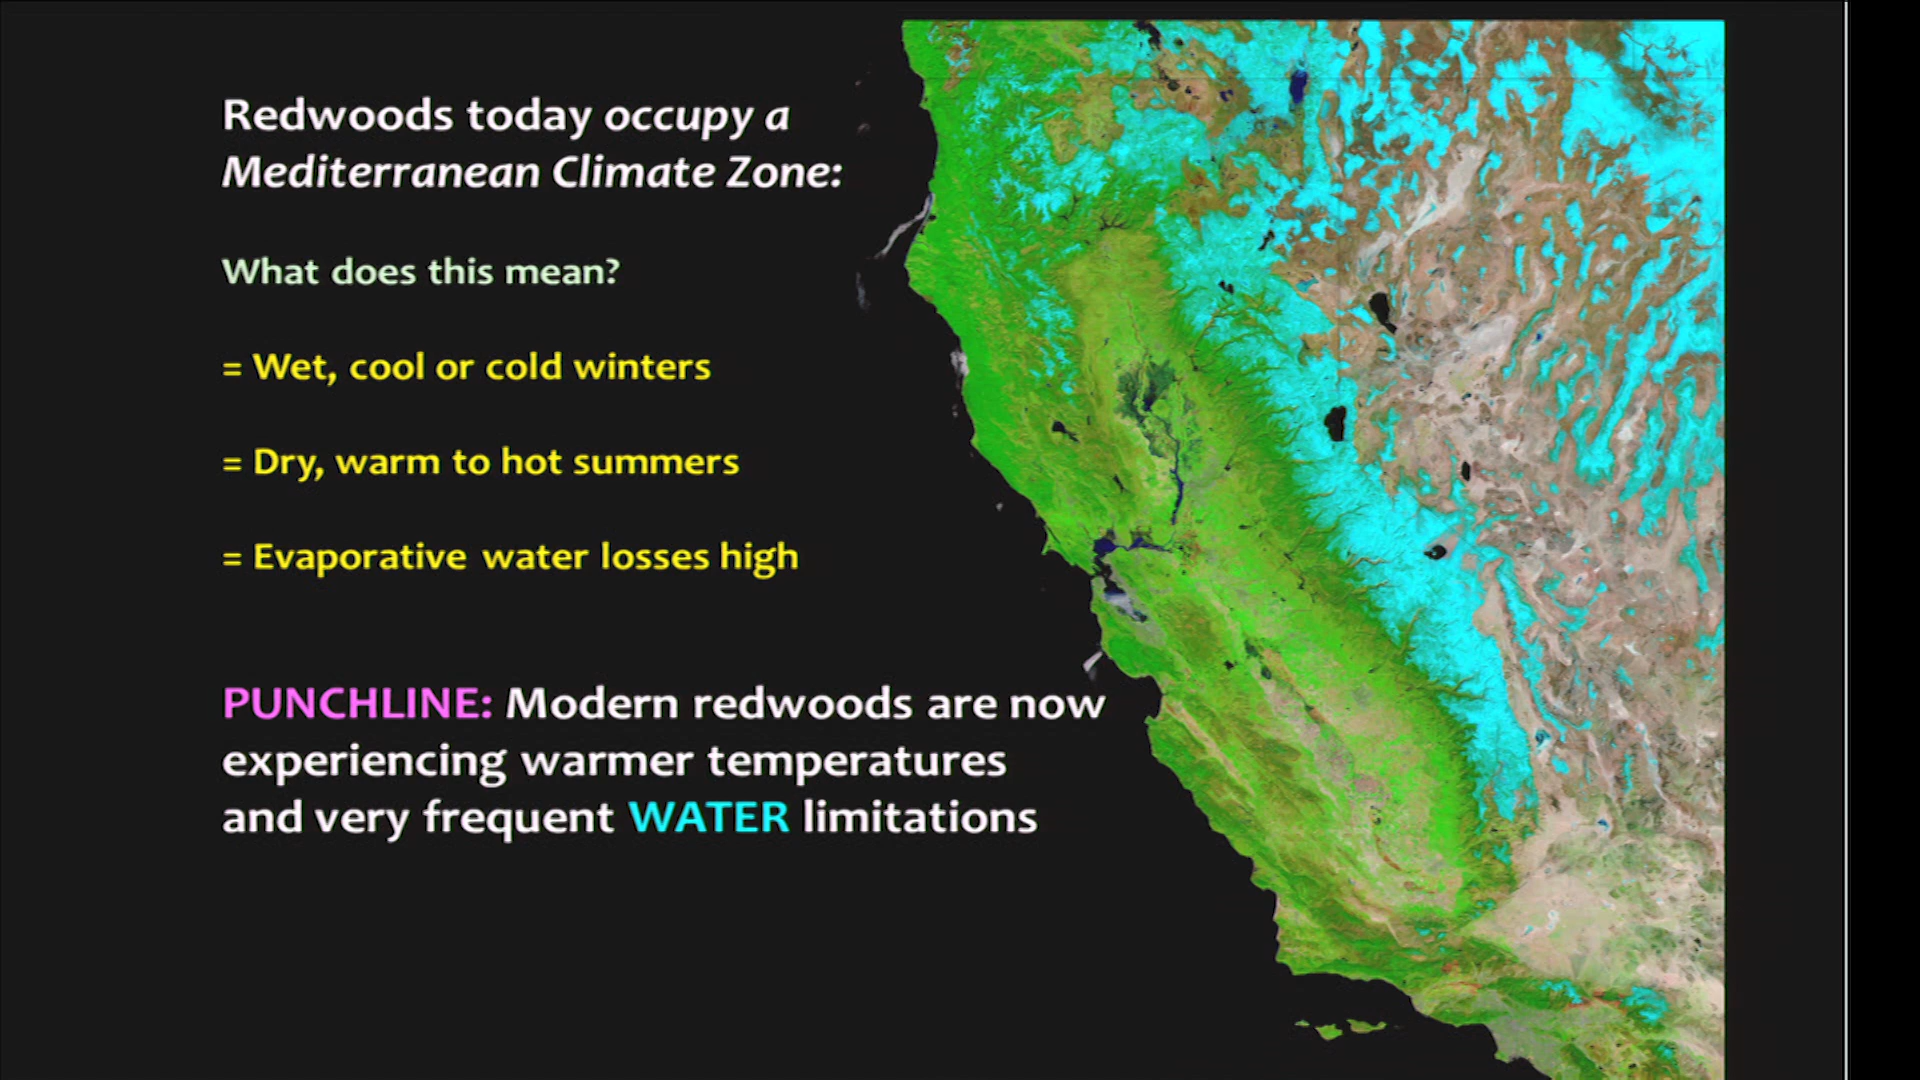 Redwoods today occupy a
Mediterranean Climate Zone:
What does this mean?
= Wet, cool or cold winters
= Dry, warm to hot summers
= Evaporative water losses high
PUNCHLINE: Modern redwoods are now
experiencing warmer temperatures
and very frequent WATER limitations